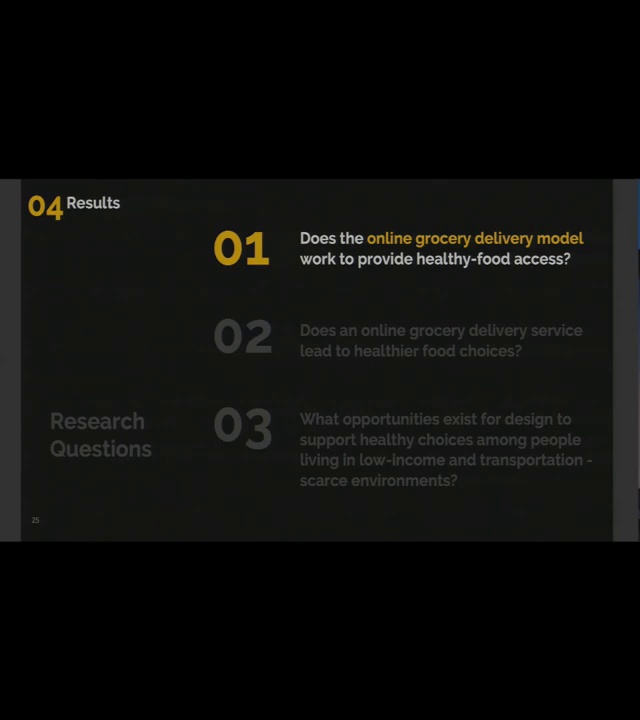 04 Results
01
Does the online grocery delivery model
work to provide healthy-food access?
02
Does an online grocery delivery service
lead to healthier food choices?
Research
Questions
03
What opportunities exist for design to
support healthy choices among people
living in low-income and transportation -
scarce environments?
25